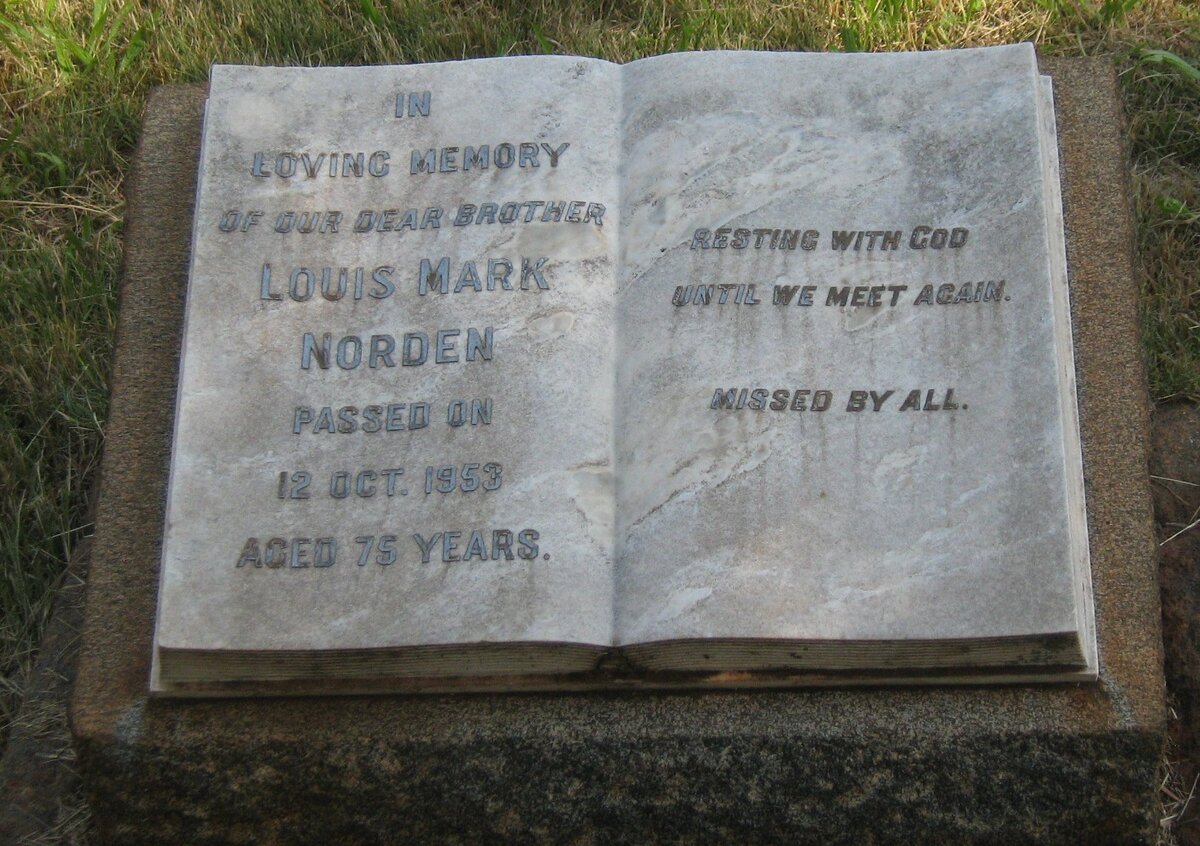 IN
LOVING MEMORY
OF OUR DEAR BROTHER
LOUIS MARK
NORDEN
PASSED ON
12 OCT. 1953
AGED 75 YEARS.
RESTING WITH GOD
UNTIL WE MEET AGAIN.
MISSED BY ALL.